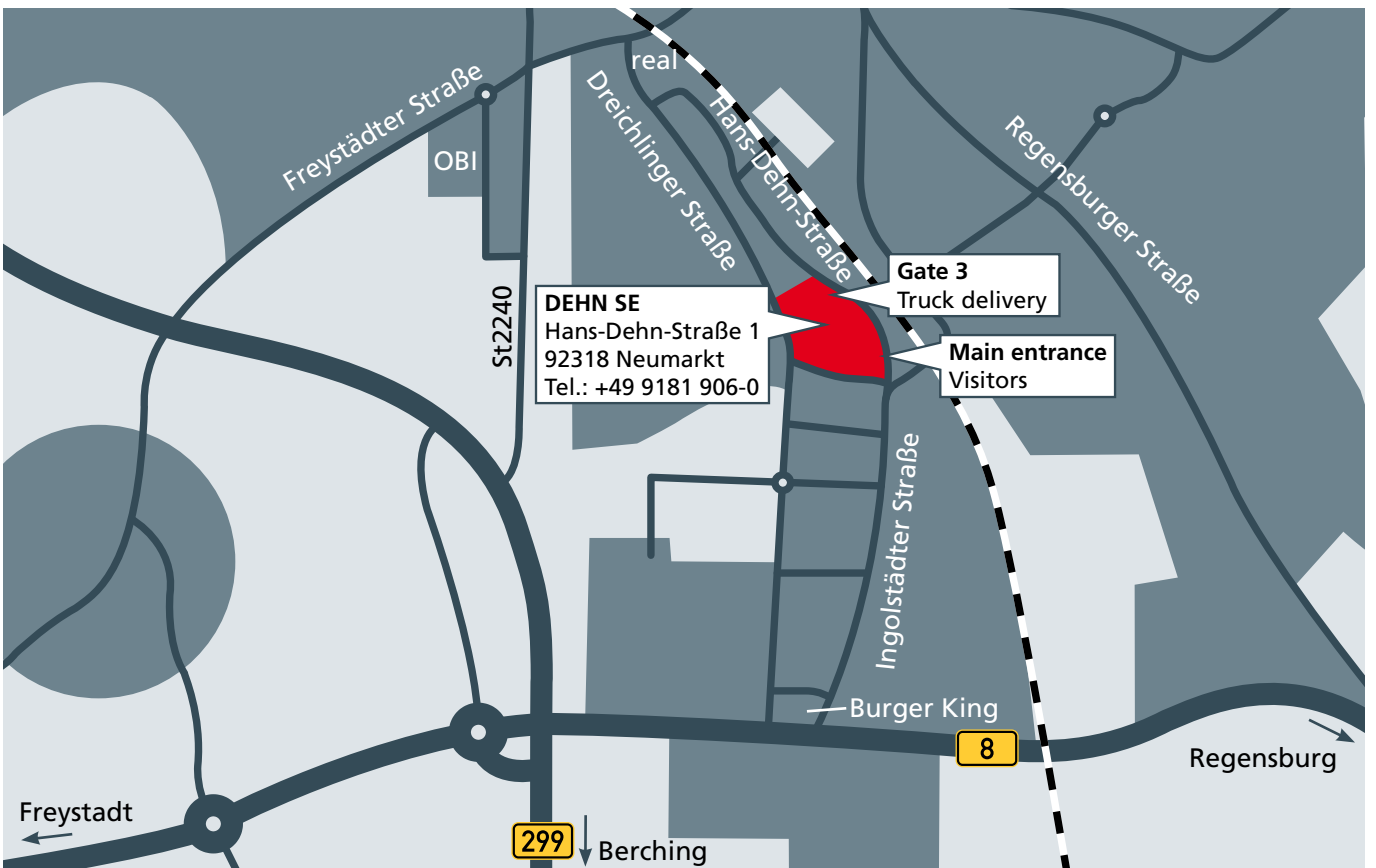 real
Freystädter Straße
Dreichlinger Straße
Hans-Dehn-Straße
Regensburger Straße
OBI
St2240
Gate 3
Truck delivery
DEHN SE
Hans-Dehn-Straße 1
92318 Neumarkt
Tel.: +49 9181 906-0
Main entrance
Visitors
Ingolstädter Straße
Burger King
8
Regensburg
Freystadt
299
Berching